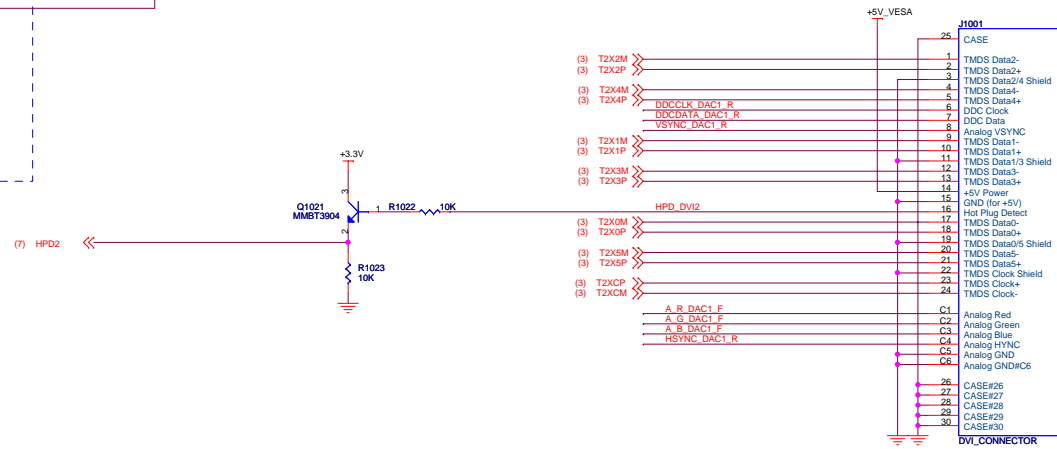 +5V_VESA
J1001
25 CASE
(3) T2X2M 1 TMDS Data2-
(3) T2X2P 2 TMDS Data2+
3 TMDS Data2/4 Shield
(3) T2X4M 4 TMDS Data4-
(3) T2X4P 5 TMDS Data4+
DDCCLK_DAC1_R 6 DDC Clock
DDCDATA_DAC1_R 7 DDC Data
VSYNC_DAC1_R 8 Analog VSYNC
(3) T2X1M 9 TMDS Data1-
(3) T2X1P 10 TMDS Data1+
11 TMDS Data1/3 Shield
(3) T2X3M 12 TMDS Data3-
(3) T2X3P 13 TMDS Data3+
14 +5V Power
15 GND (for +5V)
HPD_DVI2 16 Hot Plug Detect
(3) T2X0M 17 TMDS Data0-
(3) T2X0P 18 TMDS Data0+
19 TMDS Data0/5 Shield
(3) T2X5M 20 TMDS Data5-
(3) T2X5P 21 TMDS Data5+
22 TMDS Clock Shield
(3) T2XCP 23 TMDS Clock+
(3) T2XCM 24 TMDS Clock-
A_R_DAC1_F C1 Analog Red
A_G_DAC1_F C2 Analog Green
A_B_DAC1_F C3 Analog Blue
HSYNC_DAC1_R C4 Analog HYNC
C5 Analog GND
C6 Analog GND#C6
26 CASE#26
27 CASE#27
28 CASE#28
29 CASE#29
30 CASE#30
DVI_CONNECTOR
+3.3V
3
Q1021 1 R1022 10K
MMBT3904
2
(7) HPD2
R1023
10K